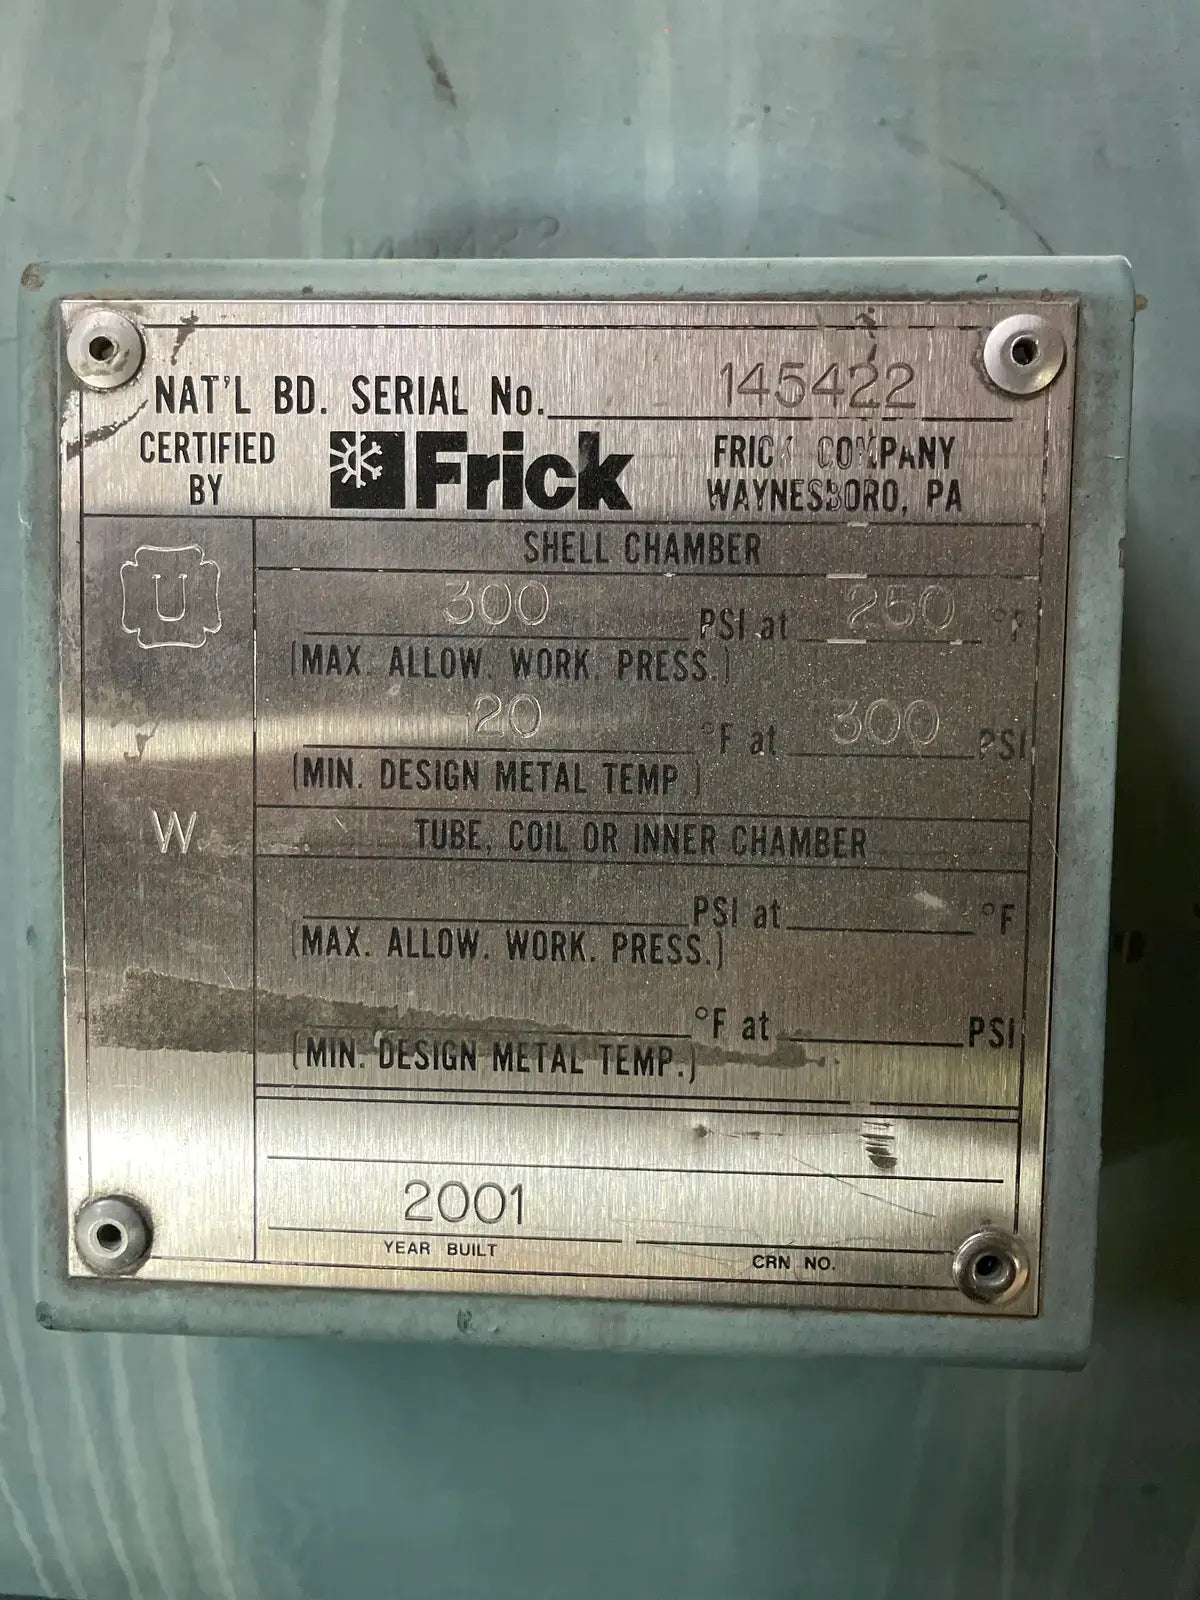 145422
NAT'L BD. SERIAL No. 145422
CERTIFIED BY
Frick
FRICK COMPANY
WAYNESBORO, PA
U
W
SHELL CHAMBER
300 PSI at 250 °F
(MAX. ALLOW. WORK. PRESS.)
-20 °F at 300 PSI
(MIN. DESIGN METAL TEMP.)
TUBE, COIL OR INNER CHAMBER
PSI at °F
(MAX. ALLOW. WORK. PRESS.)
°F at PSI
(MIN. DESIGN METAL TEMP.)
2001
YEAR BUILT
CRN NO.